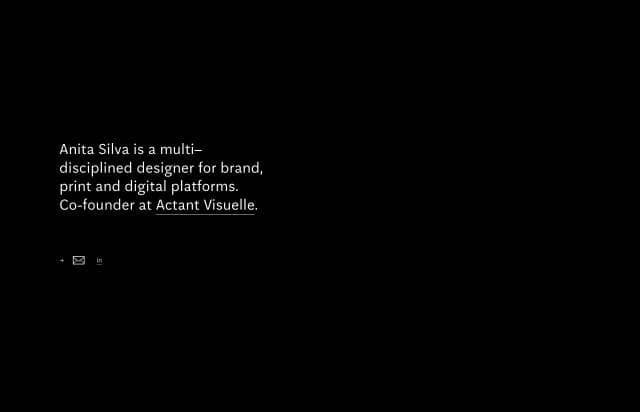 Anita Silva is a multi–
disciplined designer for brand,
print and digital platforms.
Co-founder at Actant Visuelle.
in